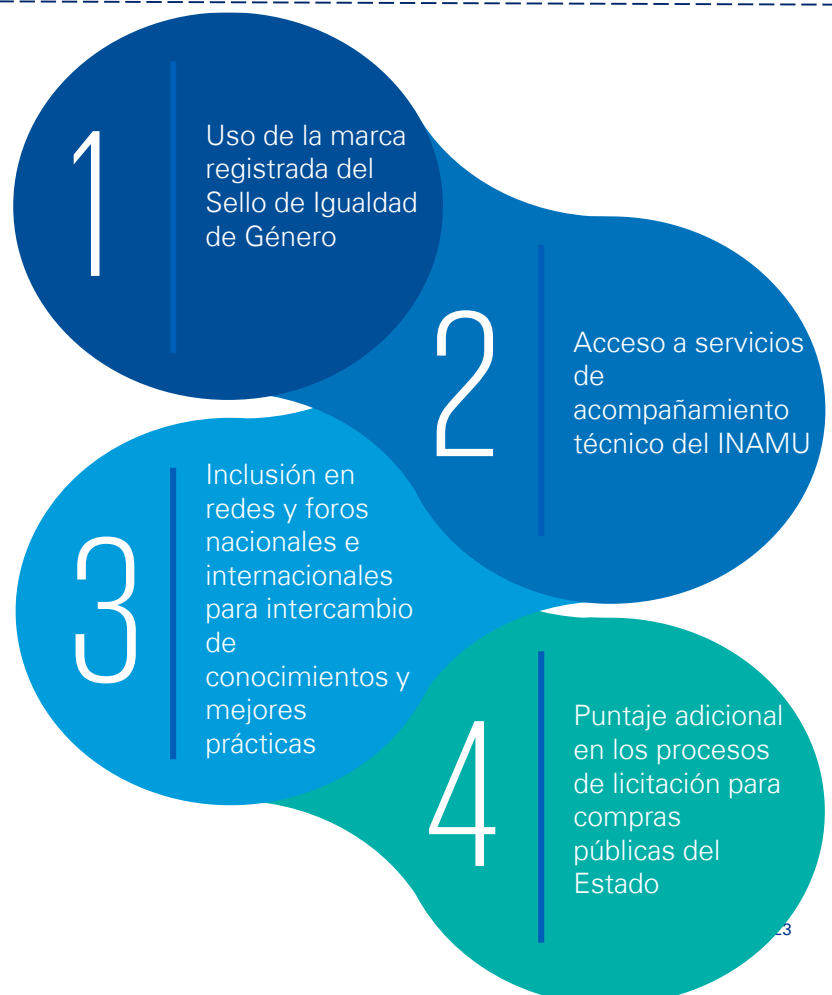 1
Uso de la marca
registrada del
Sello de Igualdad
de Género
2
Acceso a servicios
de
acompañamiento
técnico del INAMU
3
Inclusión en
redes y foros
nacionales e
internacionales
para intercambio
de
conocimientos y
mejores
prácticas
4
Puntaje adicional
en los procesos
de licitación para
compras
públicas del
Estado